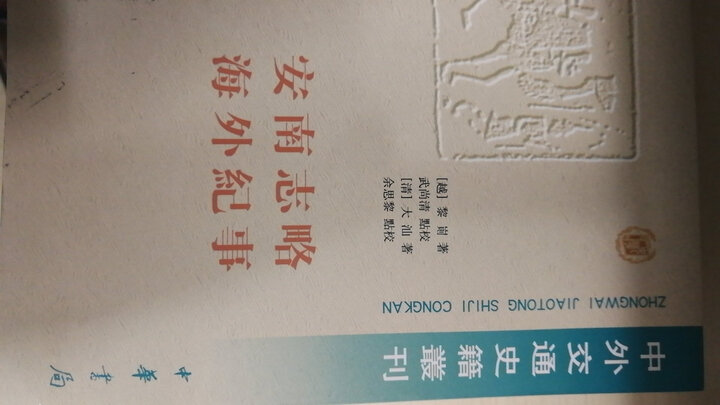 中外交通史籍叢刊
ZHONGWAI JIAOTONG SHIJI CONGKAN
[越] 黎崱 著
武尚清 點校
[清] 大汕 著
余思黎 點校
安南志略
海外紀事
中華書局